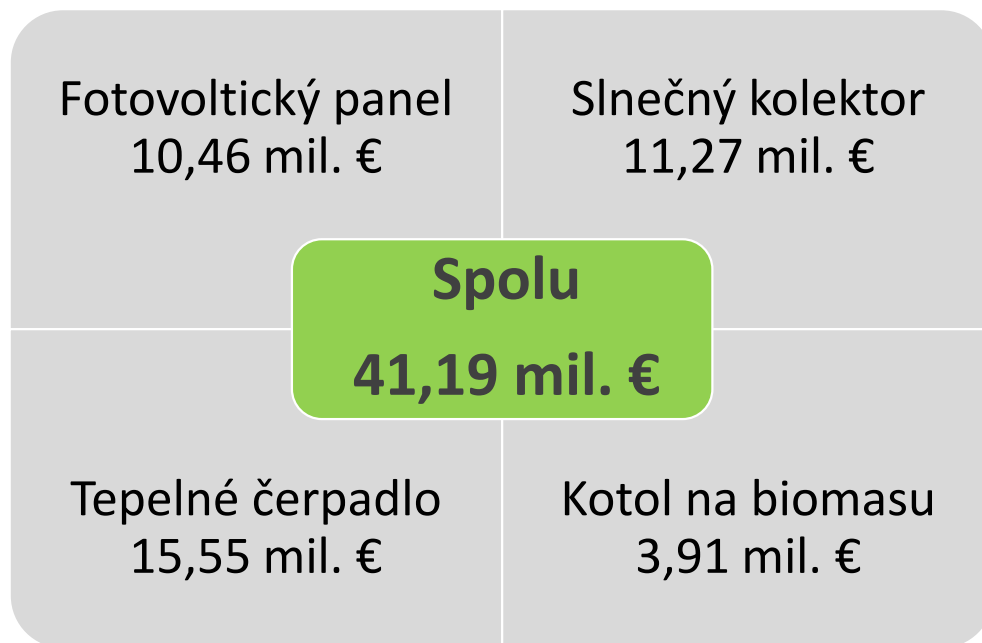 Fotovoltický panel
10,46 mil. €
Slnečný kolektor
11,27 mil. €
Spolu
41,19 mil. €
Tepelné čerpadlo
15,55 mil. €
Kotol na biomasu
3,91 mil. €